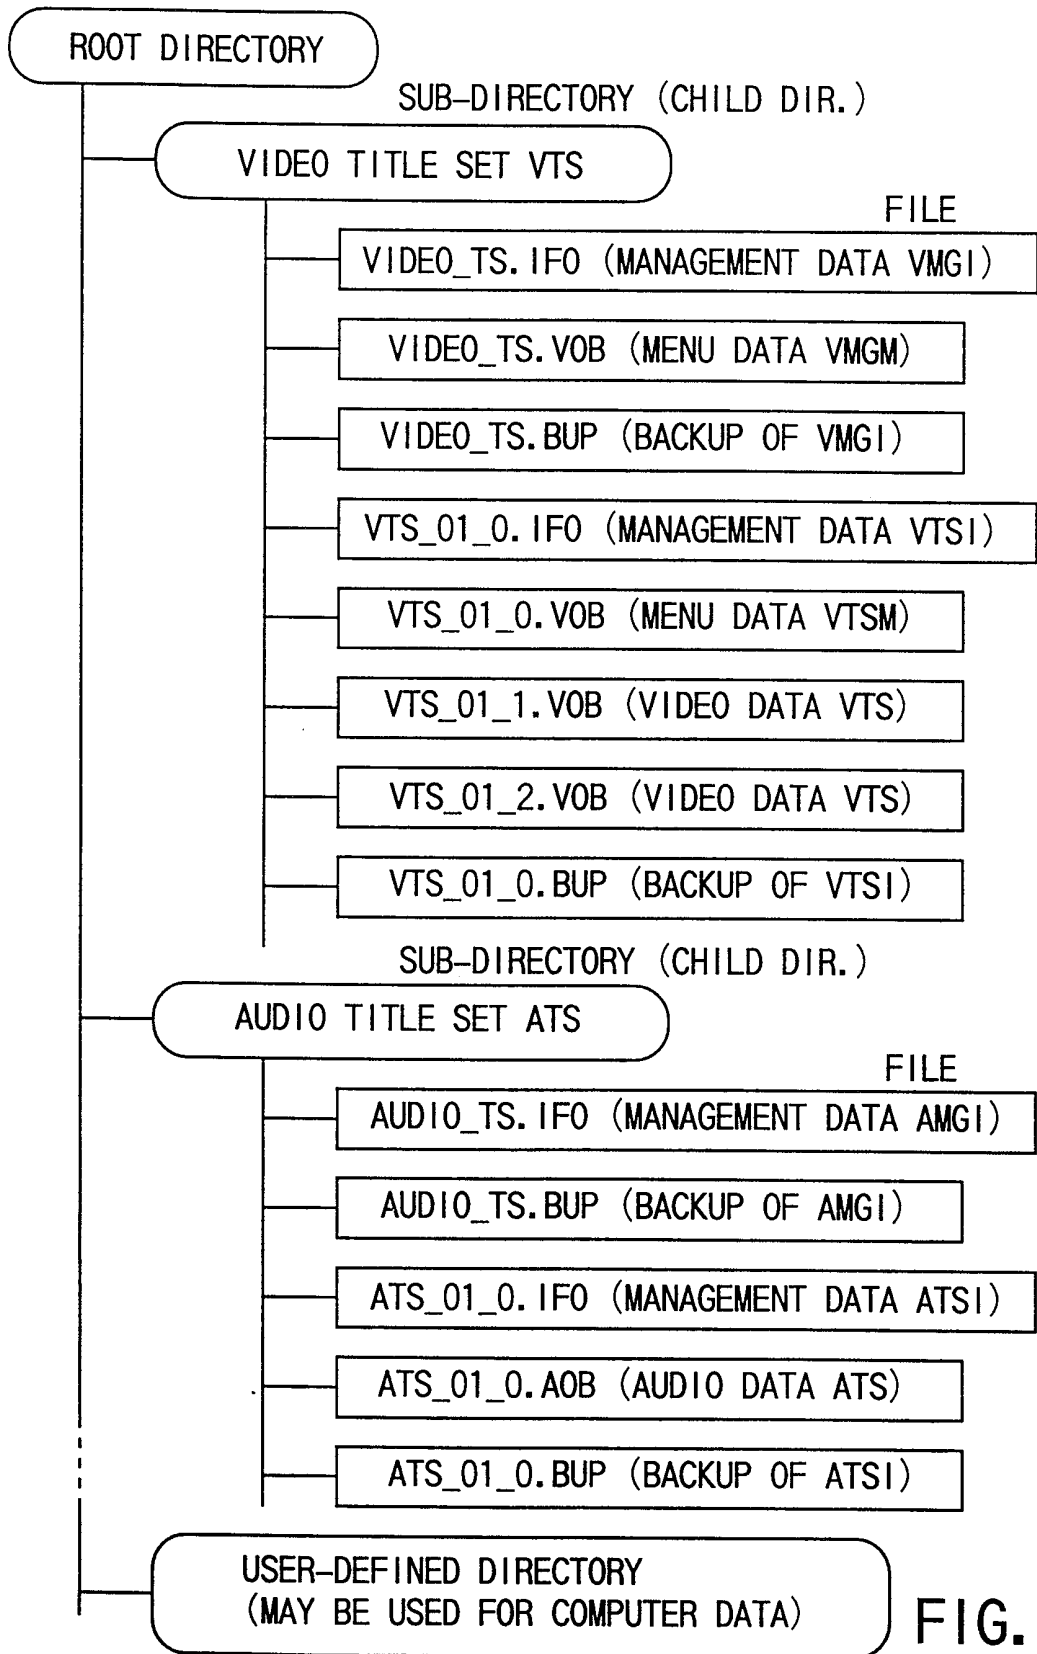 ROOT DIRECTORY
SUB-DIRECTORY (CHILD DIR.)
VIDEO TITLE SET VTS
FILE
VIDEO_TS.IFO (MANAGEMENT DATA VMGI)
VIDEO_TS.VOB (MENU DATA VMGM)
VIDEO_TS.BUP (BACKUP OF VMGI)
VTS_01_0.IFO (MANAGEMENT DATA VTSI)
VTS_01_0.VOB (MENU DATA VTSM)
VTS_01_1.VOB (VIDEO DATA VTS)
VTS_01_2.VOB (VIDEO DATA VTS)
VTS_01_0.BUP (BACKUP OF VTSI)
SUB-DIRECTORY (CHILD DIR.)
AUDIO TITLE SET ATS
FILE
AUDIO_TS.IFO (MANAGEMENT DATA AMGI)
AUDIO_TS.BUP (BACKUP OF AMGI)
ATS_01_0.IFO (MANAGEMENT DATA ATSI)
ATS_01_0.AOB (AUDIO DATA ATS)
ATS_01_0.BUP (BACKUP OF ATSI)
USER-DEFINED DIRECTORY
(MAY BE USED FOR COMPUTER DATA)
FIG.